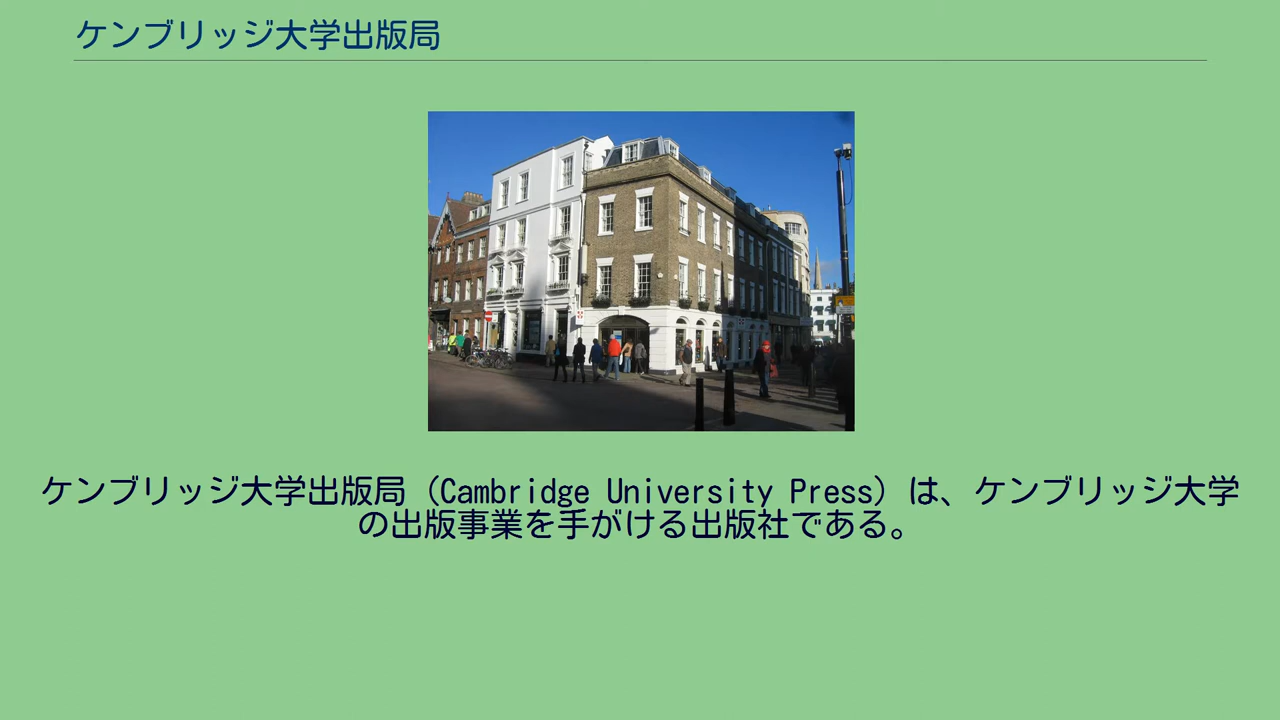 ケンブリッジ大学出版局
ケンブリッジ大学出版局（Cambridge University Press）は、ケンブリッジ大学
の出版事業を手がける出版社である。